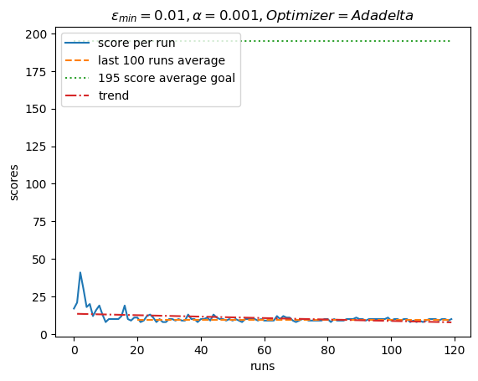 ε_min = 0.01, α = 0.001, Optimizer = Adadelta
score per run
last 100 runs average
195 score average goal
trend
scores
200
175
150
125
100
75
50
25
0
0 20 40 60 80 100 120
runs